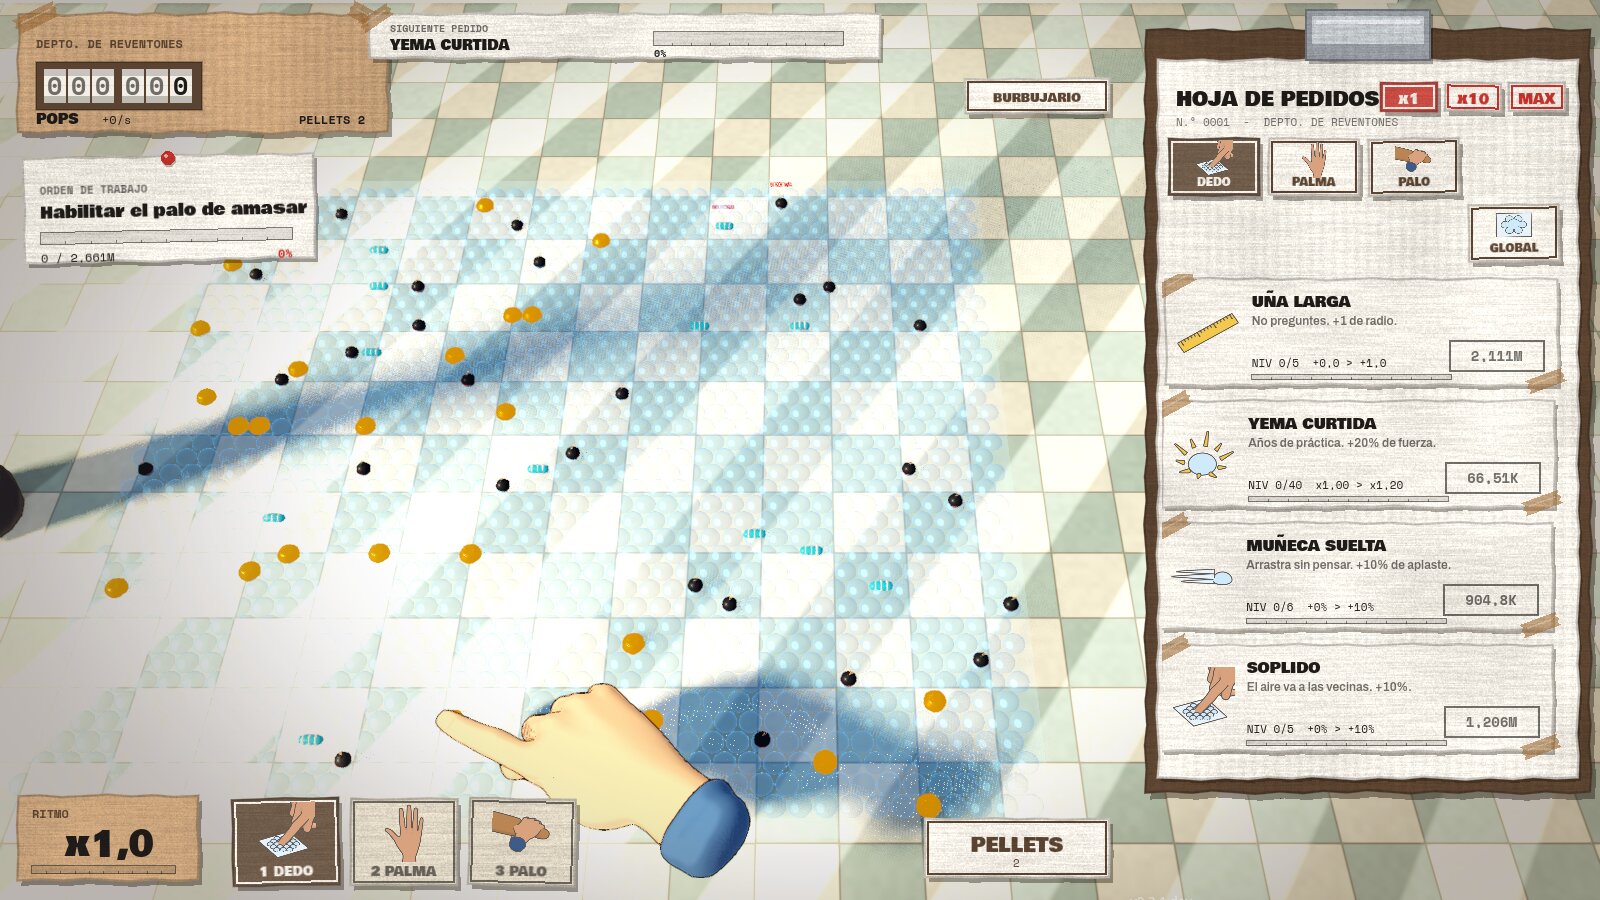 DEPTO. DE REVENTONES
000000
POPS +0/s PELLETS 2
SIGUIENTE PEDIDO
YEMA CURTIDA
0%
ORDEN DE TRABAJO
Habilitar el palo de amasar
0 / 2,661M 0%
BURBUJARIO
HOJA DE PEDIDOS x1 x10 MAX
N.° 0001 - DEPTO. DE REVENTONES
DEDO PALMA PALO
GLOBAL
UÑA LARGA
No preguntes. +1 de radio.
NIV 0/5 +0,0 > +1,0
2,111M
YEMA CURTIDA
Años de práctica. +20% de fuerza.
NIV 0/40 x1,00 > x1,20
66,51K
MUÑECA SUELTA
Arrastra sin pensar. +10% de aplaste.
NIV 0/6 +0% > +10%
904,8K
SOPLIDO
El aire va a las vecinas. +10%.
NIV 0/5 +0% > +10%
1,206M
RITMO
x1,0
1 DEDO 2 PALMA 3 PALO
PELLETS
2